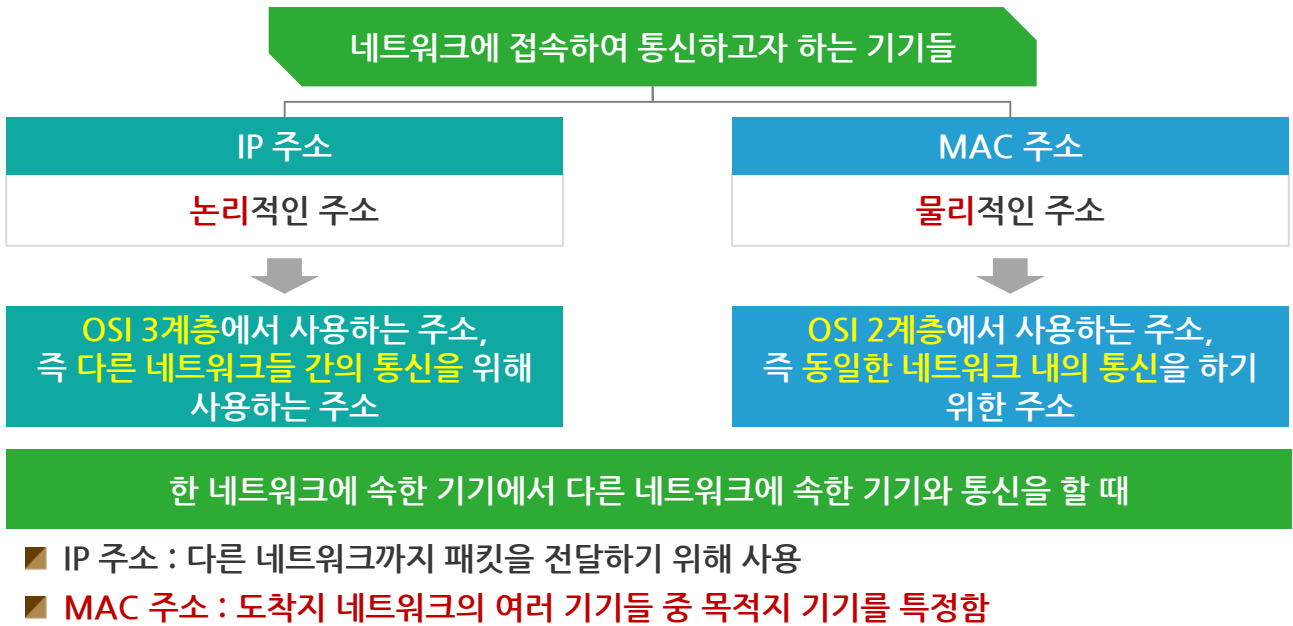 네트워크에 접속하여 통신하고자 하는 기기들
IP 주소
논리적인 주소
OSI 3계층에서 사용하는 주소,
즉 다른 네트워크들 간의 통신을 위해
사용하는 주소
MAC 주소
물리적인 주소
OSI 2계층에서 사용하는 주소,
즉 동일한 네트워크 내의 통신을 하기
위한 주소
한 네트워크에 속한 기기에서 다른 네트워크에 속한 기기와 통신을 할 때
IP 주소 : 다른 네트워크까지 패킷을 전달하기 위해 사용
MAC 주소 : 도착지 네트워크의 여러 기기들 중 목적지 기기를 특정함